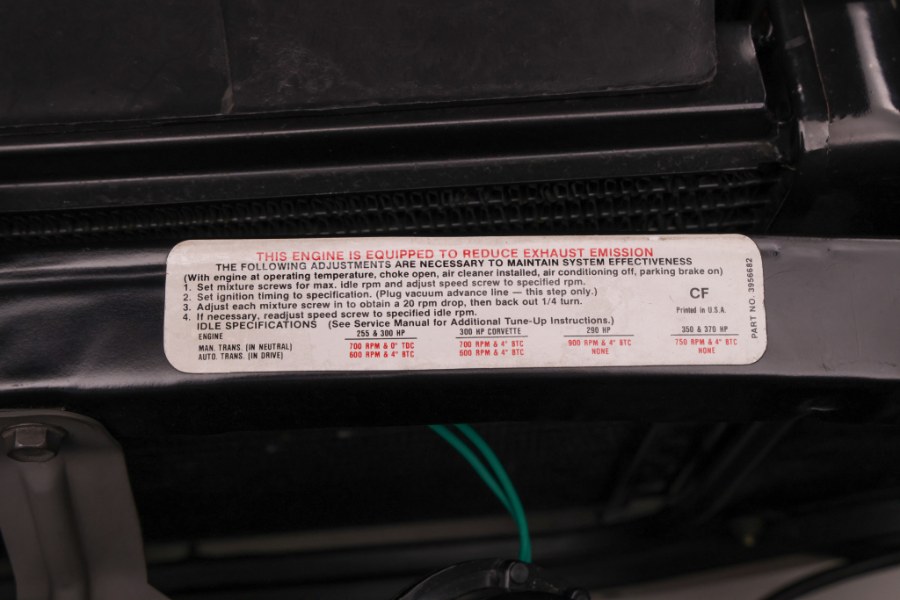 THIS ENGINE IS EQUIPPED TO REDUCE EXHAUST EMISSION
THE FOLLOWING ADJUSTMENTS ARE NECESSARY TO MAINTAIN SYSTEM EFFECTIVENESS
(With engine at operating temperature, choke open, air cleaner installed, air conditioning off, parking brake on)
1. Set mixture screws for max. idle rpm and adjust speed screw to specified rpm.
2. Set ignition timing to specification. (Plug vacuum advance line — this step only.)
3. Adjust each mixture screw in to obtain a 20 rpm drop, then back out 1/4 turn.
4. If necessary, readjust speed screw to specified idle rpm.
CF
Printed in U.S.A.
PART NO. 3956682
IDLE SPECIFICATIONS (See Service Manual for Additional Tune-Up Instructions.)
ENGINE 255 & 300 HP 300 HP CORVETTE 290 HP 350 & 370 HP
MAN. TRANS. (IN NEUTRAL) 700 RPM & 0° TDC 700 RPM & 4° BTC 900 RPM & 4° BTC 750 RPM & 4° BTC
AUTO. TRANS. (IN DRIVE) 600 RPM & 4° BTC 600 RPM & 4° BTC NONE NONE